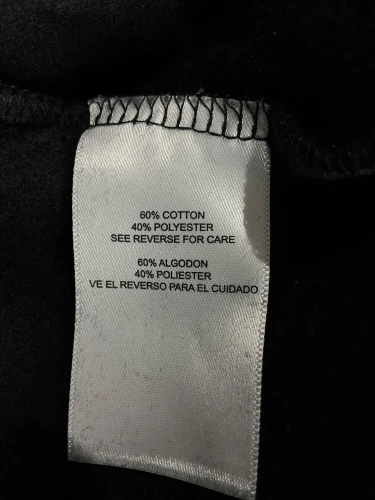 60% COTTON
40% POLYESTER
SEE REVERSE FOR CARE
60% ALGODON
40% POLIESTER
VE EL REVERSO PARA EL CUIDADO